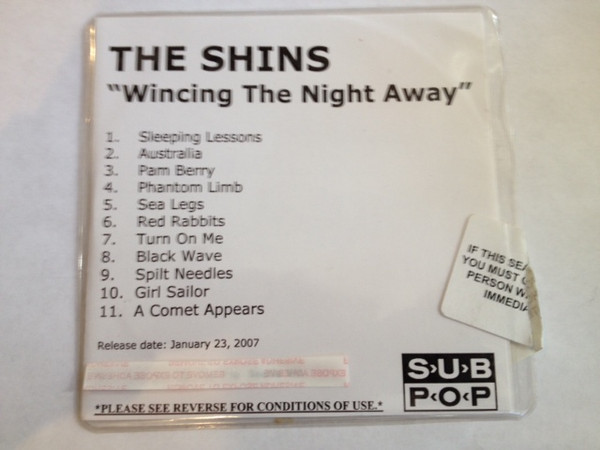 THE SHINS
"Wincing The Night Away"
1. Sleeping Lessons
2. Australia
3. Pam Berry
4. Phantom Limb
5. Sea Legs
6. Red Rabbits
7. Turn On Me
8. Black Wave
9. Spilt Needles
10. Girl Sailor
11. A Comet Appears
IF THIS
YOU MUST
PERSON
Release date: January 23, 2007
S·U·B
P·O·P
*PLEASE SEE REVERSE FOR CONDITIONS OF USE.*